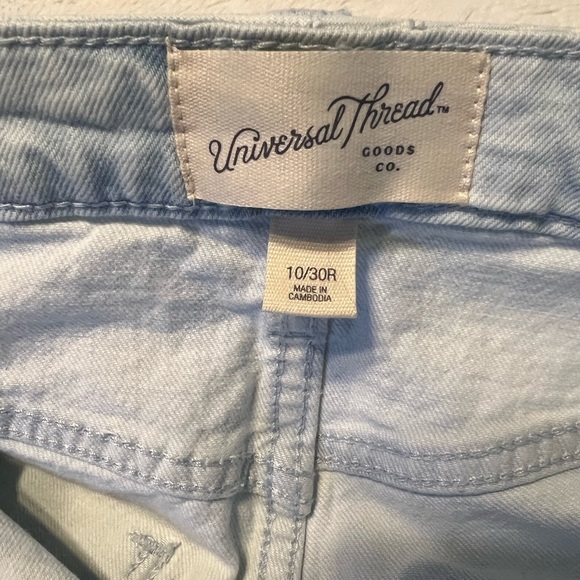 Universal Thread™
GOODS
CO.
10/30R
MADE IN
CAMBODIA